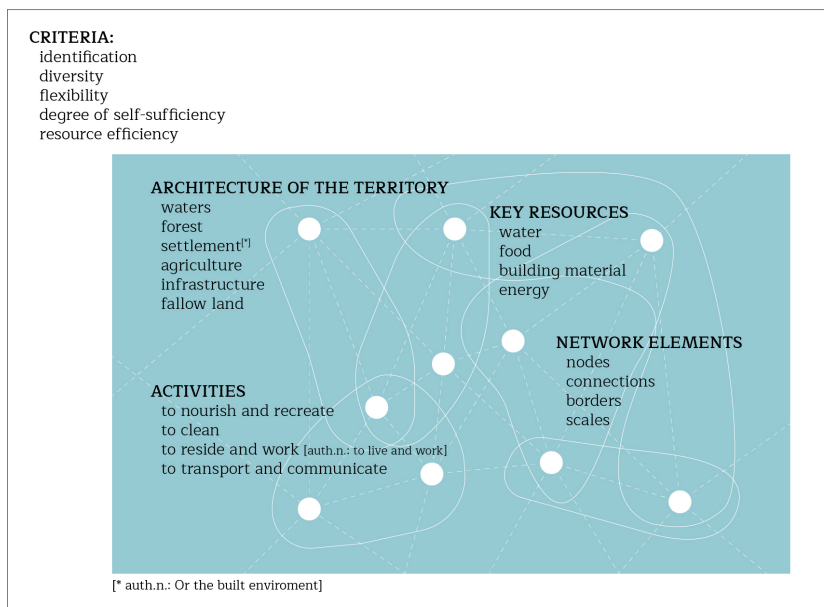 CRITERIA:
identification
diversity
flexibility
degree of self-sufficiency
resource efficiency
ARCHITECTURE OF THE TERRITORY
waters
forest
settlement[*]
agriculture
infrastructure
fallow land
KEY RESOURCES
water
food
building material
energy
NETWORK ELEMENTS
nodes
connections
borders
scales
ACTIVITIES
to nourish and recreate
to clean
to reside and work [auth.n.: to live and work]
to transport and communicate
[* auth.n.: Or the built enviroment]